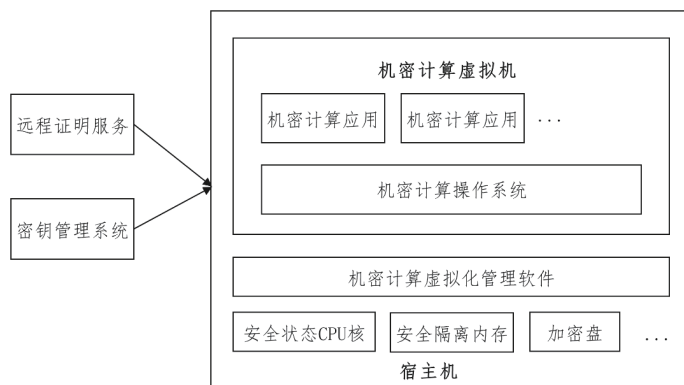 远程证明服务
密钥管理系统
机密计算虚拟机
机密计算应用
机密计算应用
...
机密计算操作系统
机密计算虚拟化管理软件
安全状态CPU核
安全隔离内存
加密盘
...
宿主机